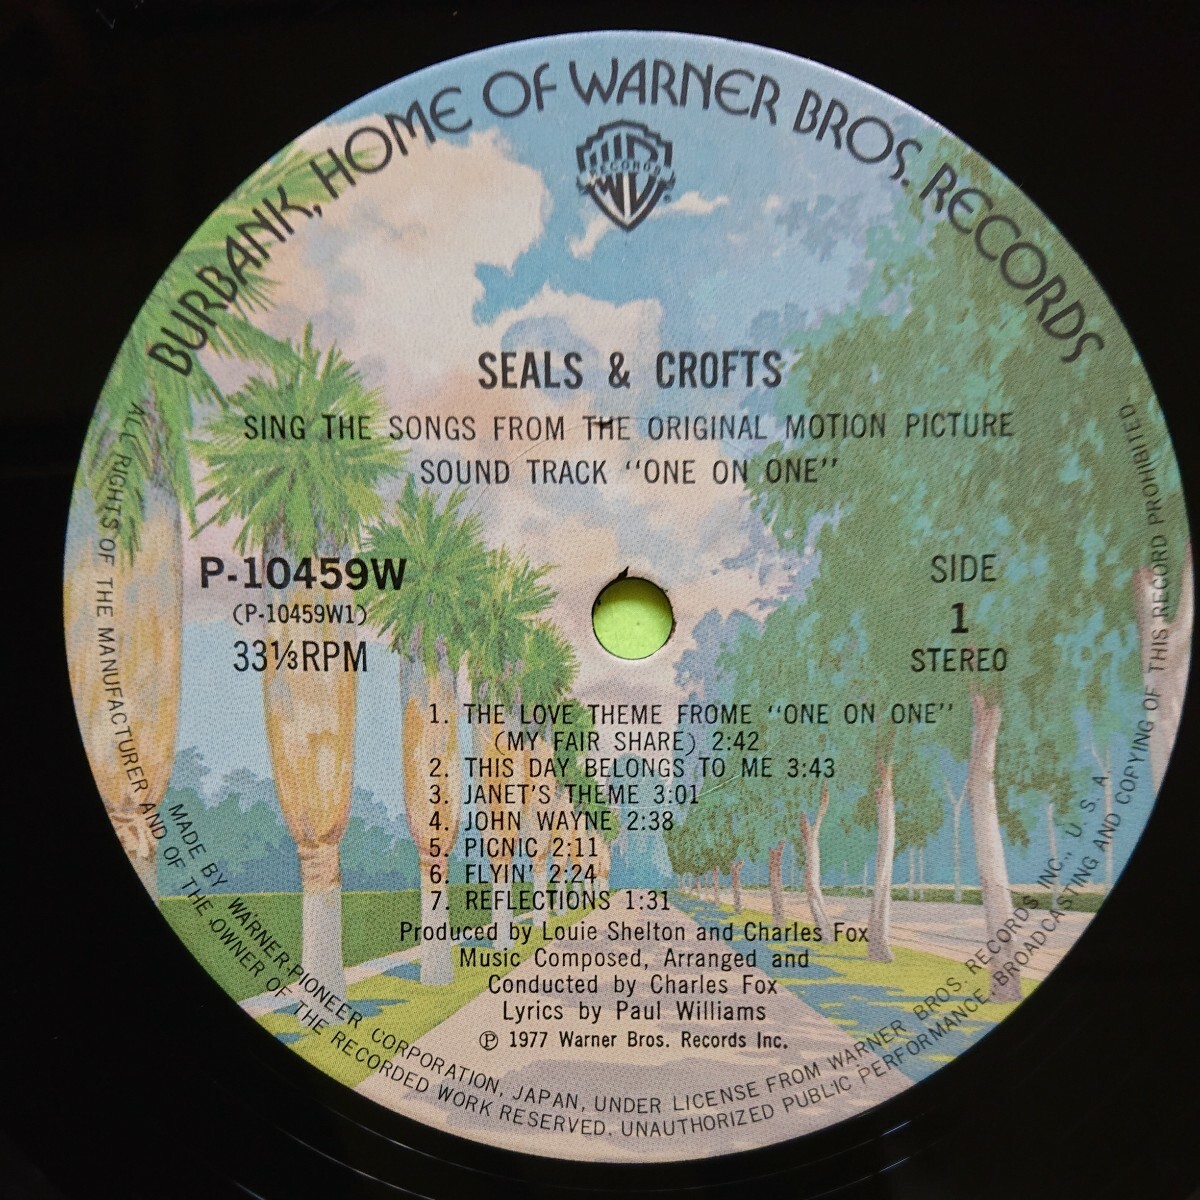 BURBANK, HOME OF WARNER BROS. RECORDS
RECORDS
SEALS & CROFTS
SING THE SONGS FROM THE ORIGINAL MOTION PICTURE
SOUND TRACK "ONE ON ONE"
P-10459W
(P-10459W1)
33⅓RPM
SIDE
1
STEREO
1. THE LOVE THEME FROME "ONE ON ONE"
(MY FAIR SHARE) 2:42
2. THIS DAY BELONGS TO ME 3:43
3. JANET'S THEME 3:01
4. JOHN WAYNE 2:38
5. PICNIC 2:11
6. FLYIN' 2:24
7. REFLECTIONS 1:31
Produced by Louie Shelton and Charles Fox
Music Composed, Arranged and
Conducted by Charles Fox
Lyrics by Paul Williams
℗ 1977 Warner Bros. Records Inc.
MADE BY WARNER-PIONEER CORPORATION, JAPAN, UNDER LICENSE FROM WARNER BROS. RECORDS INC., U. S. A.
ALL RIGHTS OF THE MANUFACTURER AND OF THE OWNER OF THE RECORDED WORK RESERVED. UNAUTHORIZED PUBLIC PERFORMANCE. BROADCASTING AND COPYING OF THIS RECORD PROHIBITED.